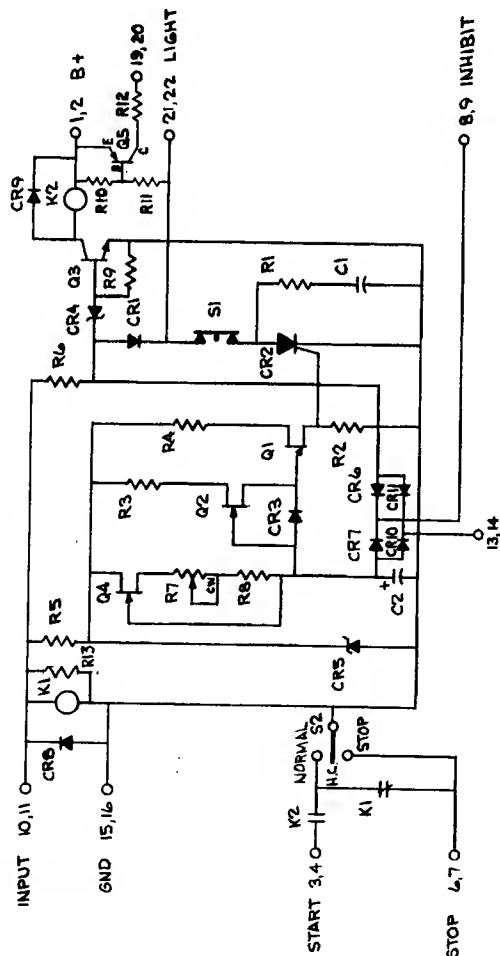 INPUT 10,11
GND 15,16
START 3,4
STOP 6,7
CR8
K1
R13
R5
K2
NORMAL
S2
H.C.
STOP
K1
Q4
R7
CW
R8
R3
Q2
CR3
R4
Q1
R2
CR5
C2
+
CR7
CR6
CR10
CR11
13,14
R6
CR4
CR1
S1
CR2
R1
C1
Q3
R9
CR9
K2
1,2 B+
R10
R11
E
B
C
Q5
R12
19,20
21,22 LIGHT
8,9 INHIBIT